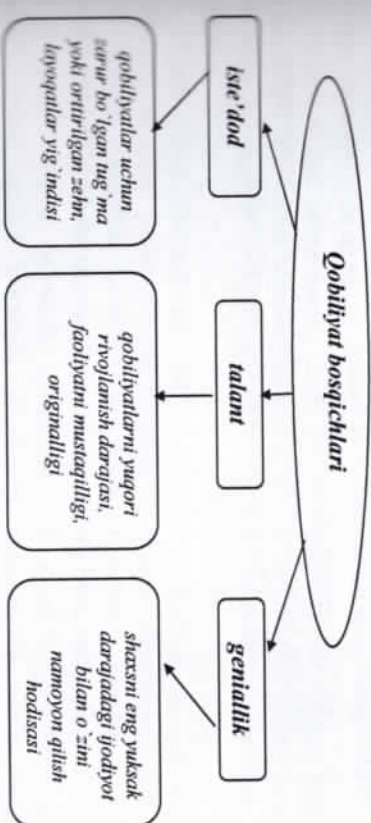 Qobiliyat bosqichlari
iste'dod
talant
geniallik
qobiliyatlar uchun
zarur bo`lgan tug`ma
yoki orttirilgan zehn,
layoqatlar yig`indisi
qobiliyatlarni yuqori
rivojlanish darajasi,
faoliyatni mustaqilligi,
originalligi
shaxsni eng yuksak
darajadagi ijodiyot
bilan o`zini
namoyon qilish
hodisasi